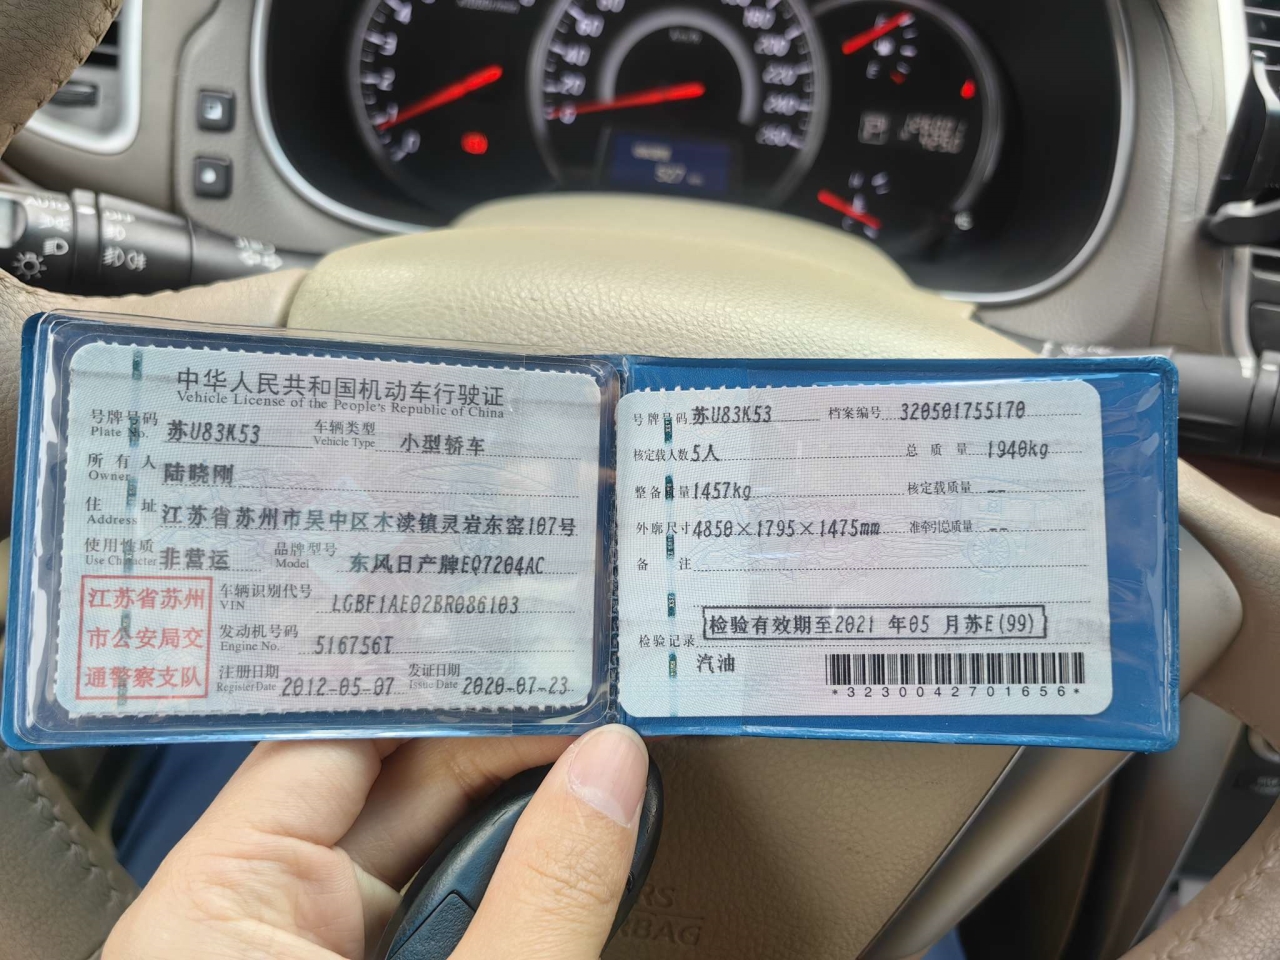 中华人民共和国机动车行驶证
Vehicle License of the People's Republic of China
号牌号码 苏U83K53 车辆类型 小型轿车
Plate No. Vehicle Type
所有人 陆晓刚
Owner
住址 江苏省苏州市吴中区木渎镇灵岩东窑107号
Address
使用性质 非营运 品牌型号 东风日产牌EQ7204AC
Use Character Model
江苏省苏州
市公安局交
通警察支队
车辆识别代号 LGBF1AE02BR086103
VIN
发动机号码 516756T
Engine No.
注册日期 2012-05-07 发证日期 2020-07-23
Register Date Issue Date
号牌号码 苏U83K53 档案编号 320501755170
核定载人数 5人 总质量 1940kg
整备质量 1457kg 核定载质量 --
外廓尺寸 4850×1795×1475mm 准牵引总质量 --
备注
检验记录 检验有效期至2021年05月苏E(99)
汽油
*3230042701656*